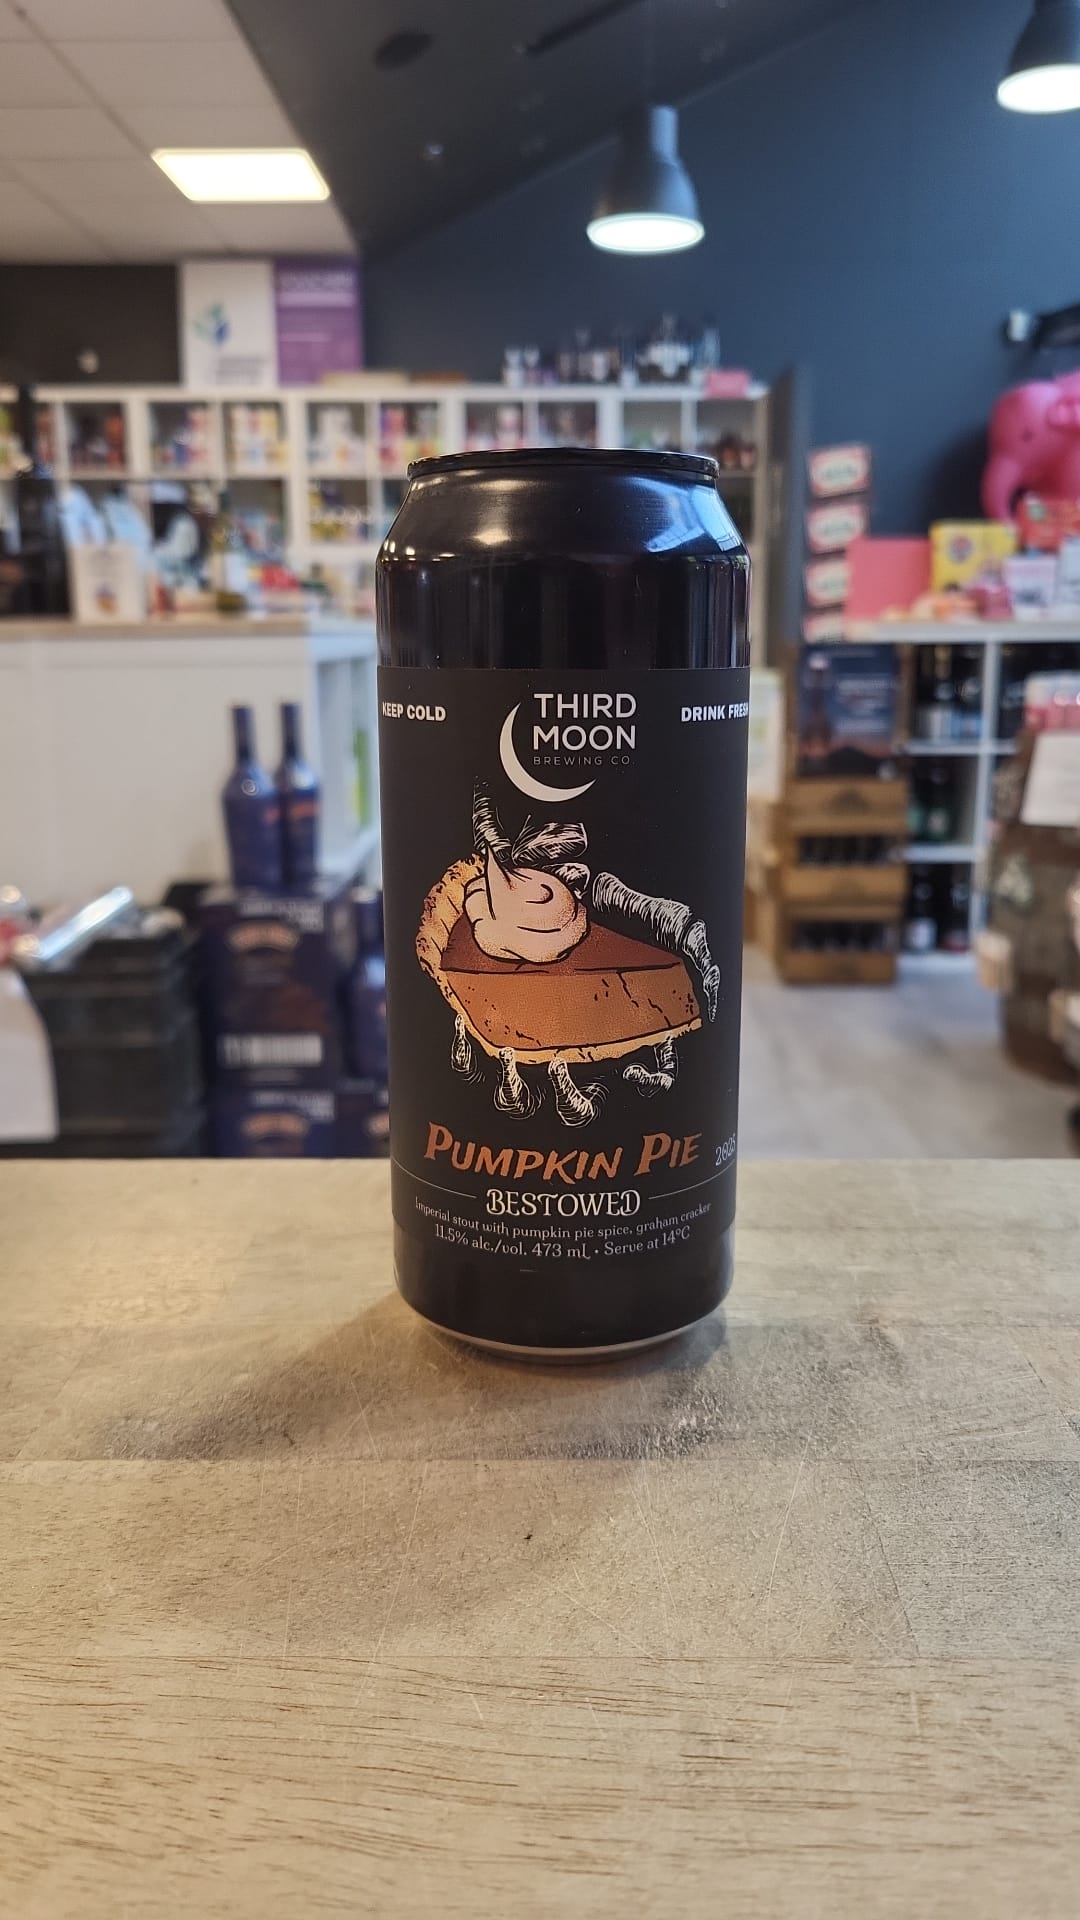 KEEP COLD
THIRD
MOON
BREWING CO.
DRINK FRESH
PUMPKIN PIE
2025
BESTOWED
Imperial stout with pumpkin pie spice, graham cracker
11.5% alc./vol. 473 mL • Serve at 14°C